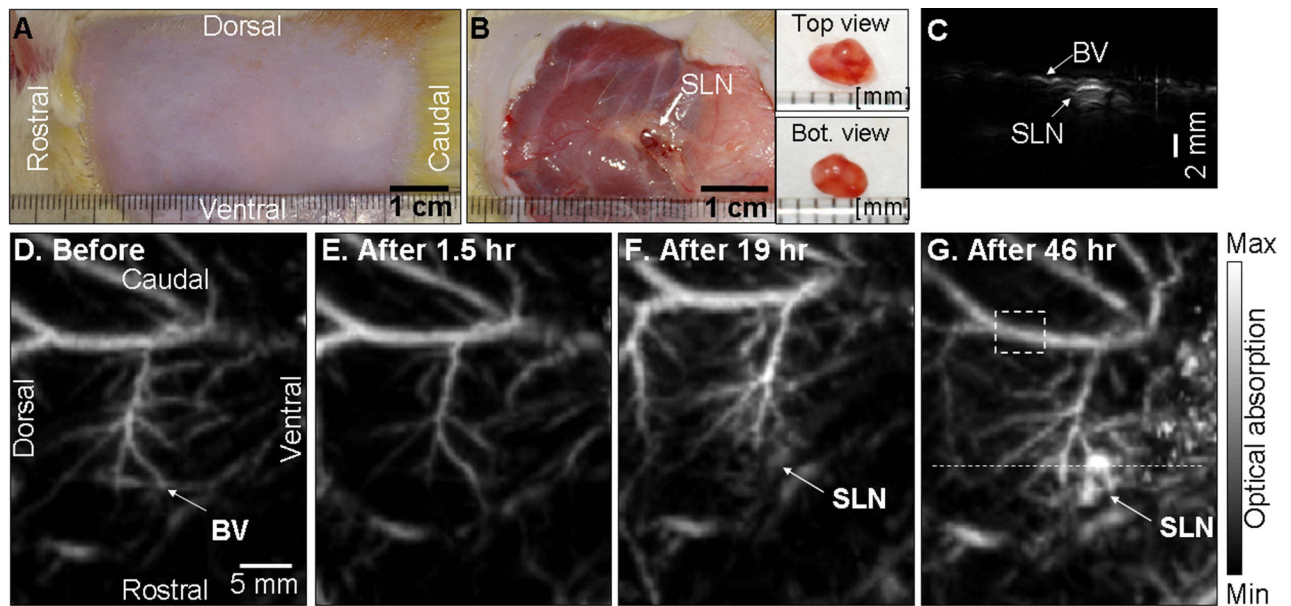 A
Dorsal
Rostral
Caudal
Ventral
1 cm
B
SLN
1 cm
Top view
[mm]
Bot. view
[mm]
C
BV
SLN
2 mm
D. Before
Caudal
Dorsal
Ventral
BV
Rostral
5 mm
E. After 1.5 hr
F. After 19 hr
SLN
G. After 46 hr
SLN
Max
Optical absorption
Min